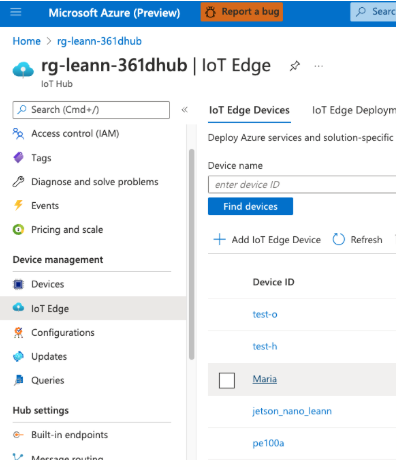 Microsoft Azure (Preview)
Report a bug
Searc
Home > rg-leann-361dhub
rg-leann-361dhub | IoT Edge
IoT Hub
Search (Cmd+/)
Access control (IAM)
Tags
Diagnose and solve problems
Events
Pricing and scale
Device management
Devices
IoT Edge
Configurations
Updates
Queries
Hub settings
Built-in endpoints
Message routing
IoT Edge Devices
IoT Edge Deploym
Deploy Azure services and solution-specific
Device name
enter device ID
Find devices
Add IoT Edge Device
Refresh
Device ID
test-o
test-h
Maria
jetson_nano_leann
pe100a